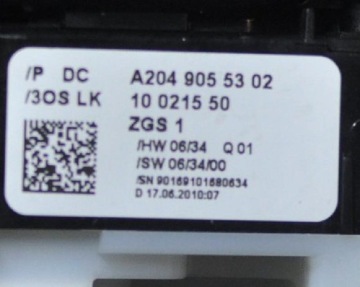 /P DC A204 905 53 02
/3OS LK 10 0215 50
ZGS 1
/HW 06/34 Q 01
/SW 06/34/00
/SN 90169101680634
D 17.06.2010:07